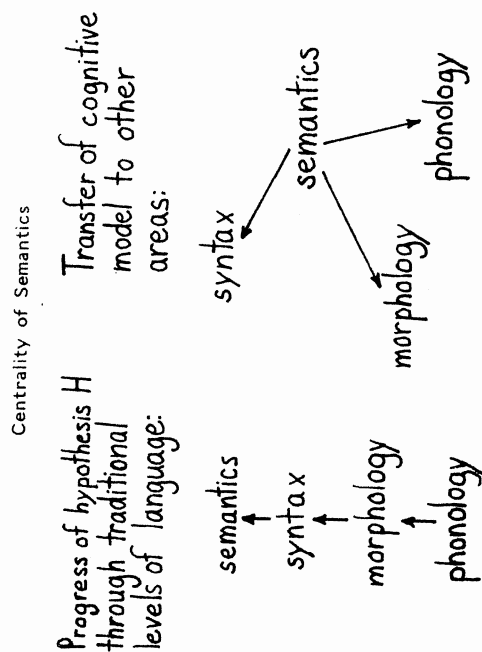 Centrality of Semantics
Progress of hypothesis H
through traditional
levels of language:
semantics
syntax
morphology
phonology
Transfer of cognitive
model to other
areas:
syntax
semantics
morphology
phonology